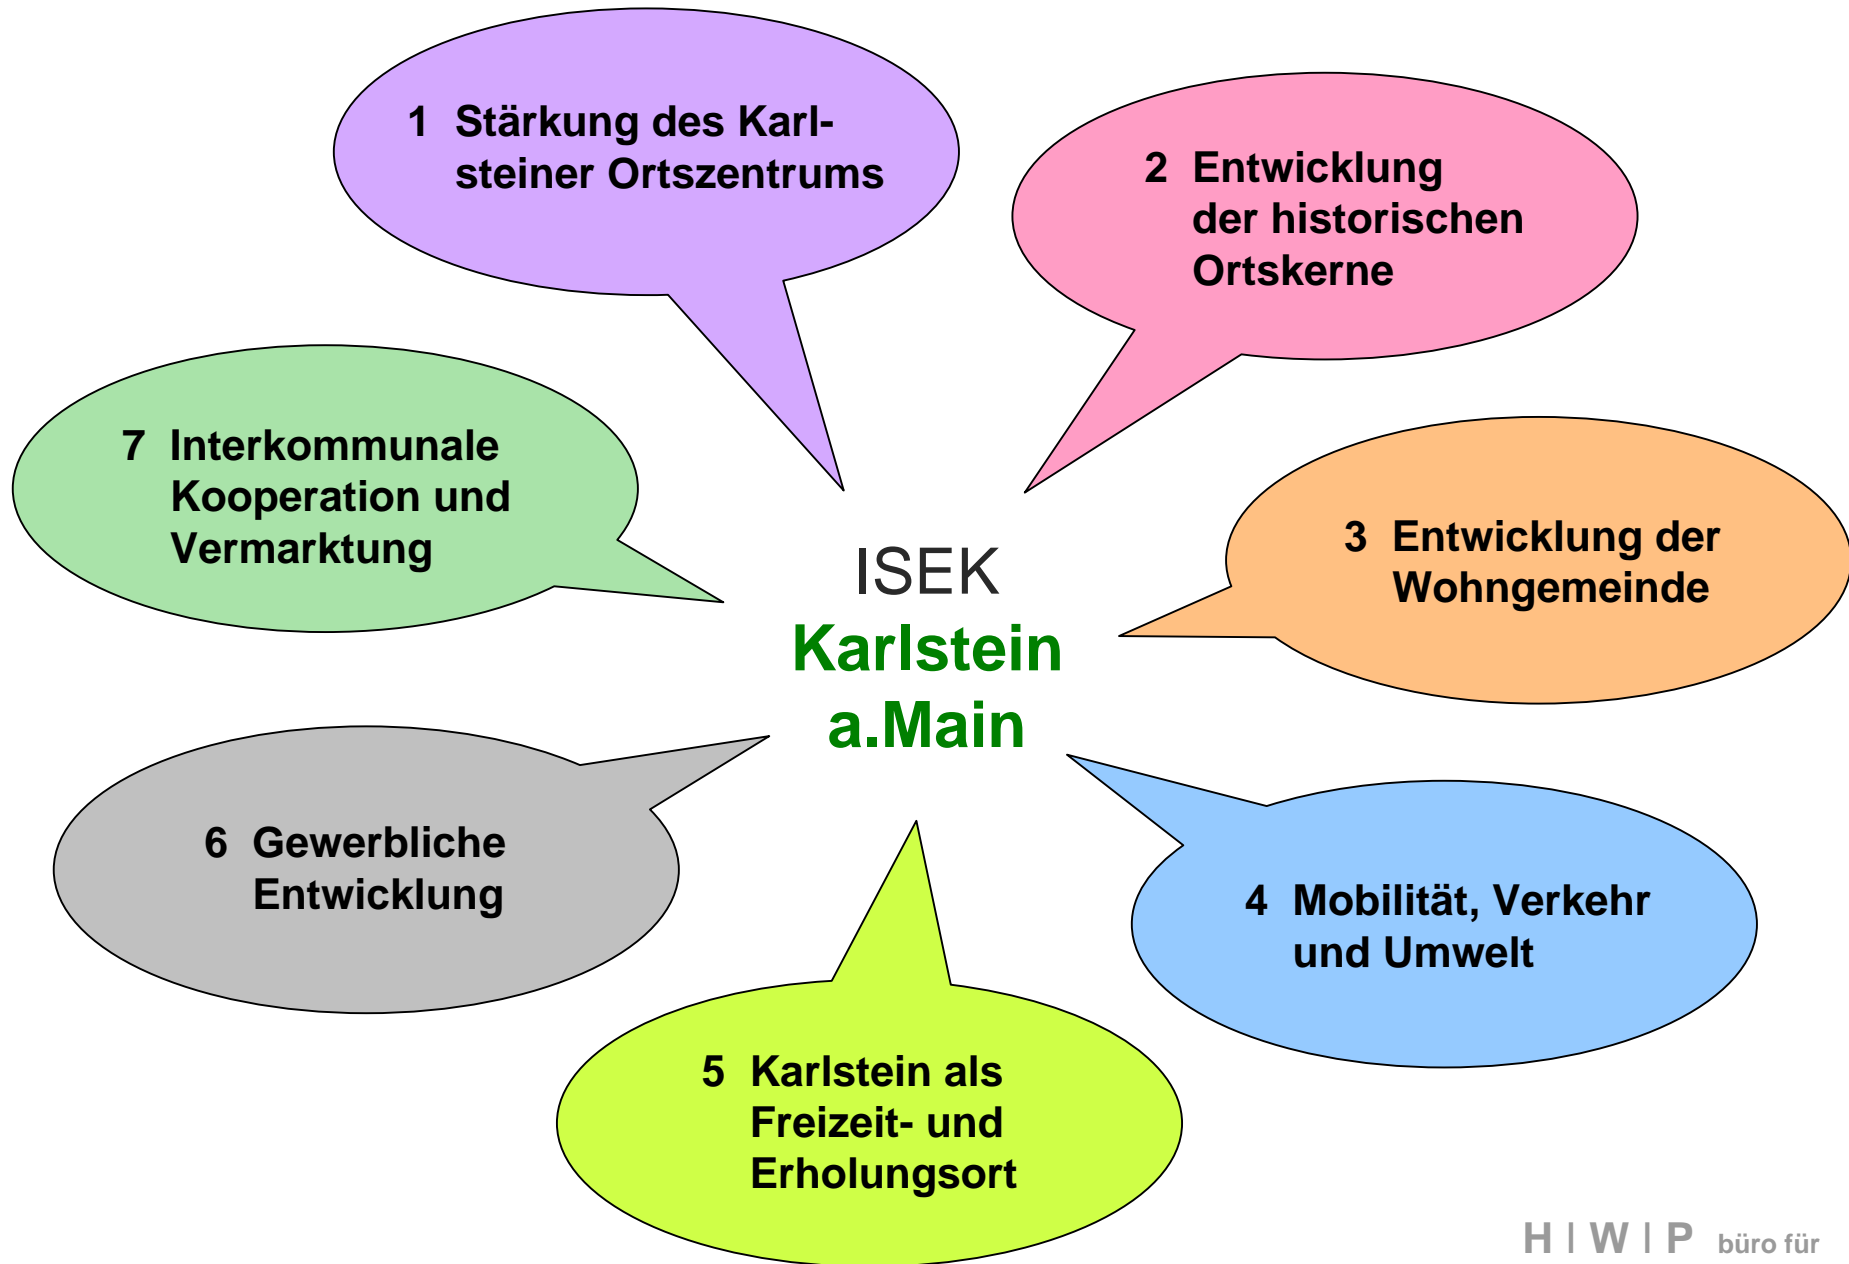 1 Stärkung des Karl-
steiner Ortszentrums
2 Entwicklung
der historischen
Ortskerne
3 Entwicklung der
Wohngemeinde
4 Mobilität, Verkehr
und Umwelt
5 Karlstein als
Freizeit- und
Erholungsort
6 Gewerbliche
Entwicklung
7 Interkommunale
Kooperation und
Vermarktung
ISEK
Karlstein
a.Main
H | W | P büro für